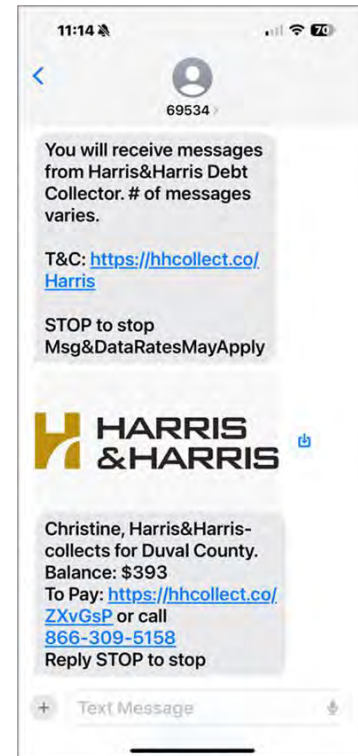 11:14
70
69534 >
You will receive messages
from Harris&Harris Debt
Collector. # of messages
varies.
T&C: https://hhcollect.co/
Harris
STOP to stop
Msg&DataRatesMayApply
HARRIS
&HARRIS
Christine, Harris&Harris-
collects for Duval County.
Balance: $393
To Pay: https://hhcollect.co/
ZXvGsP or call
866-309-5158
Reply STOP to stop
Text Message